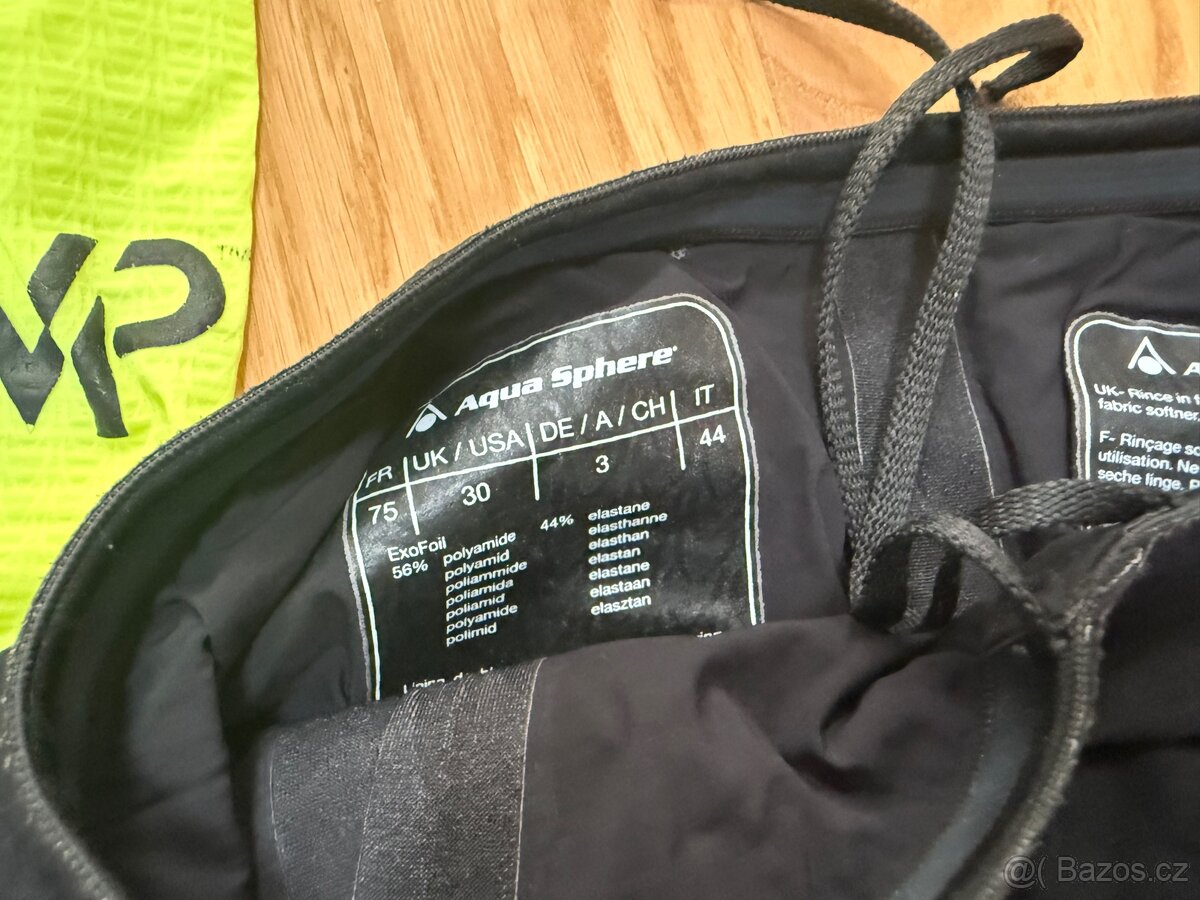 MP
TM
Aqua Sphere
FR UK / USA DE / A / CH IT
75 30 3 44
ExoFoil
56% polyamide 44% elastane
polyamid elasthanne
poliammide elasthan
poliamida elastan
poliamid elastane
polyamide elastaan
polimid elasztan
UK- Rince in
fabric softner.
F- Rinçage
utilisation. Ne
seche linge.
@( Bazos.cz